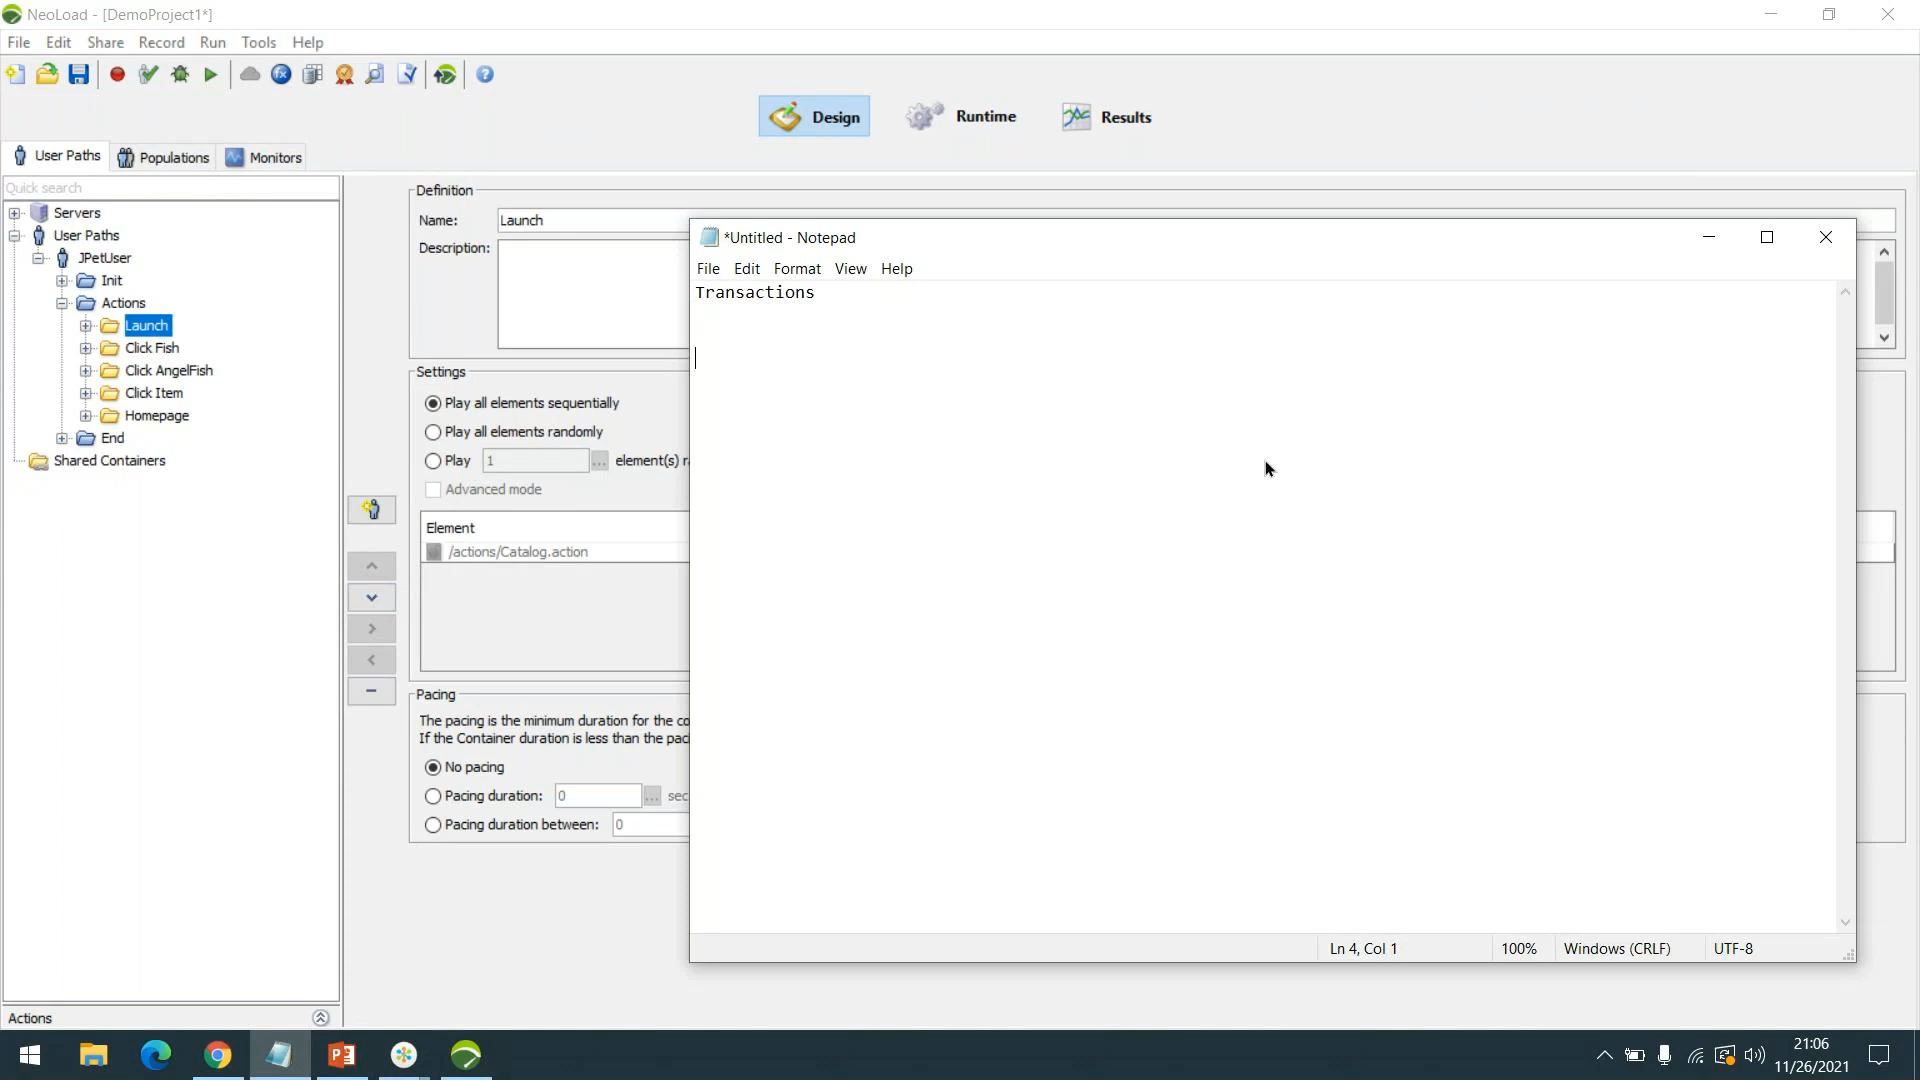 NeoLoad - [DemoProject1*]
File Edit Share Record Run Tools Help
Design Runtime Results
User Paths Populations Monitors
Quick search
Servers
User Paths
JPetUser
Init
Actions
Launch
Click Fish
Click AngelFish
Click Item
Homepage
End
Shared Containers
Actions
Definition
Name: Launch
Description:
Settings
Play all elements sequentially
Play all elements randomly
Play 1 ... element(s)
Advanced mode
Element
/actions/Catalog.action
Pacing
The pacing is the minimum duration for the
If the Container duration is less than the
No pacing
Pacing duration: 0 ... sec
Pacing duration between: 0
*Untitled - Notepad
File Edit Format View Help
Transactions
Ln 4, Col 1 100% Windows (CRLF) UTF-8
21:06
11/26/2021